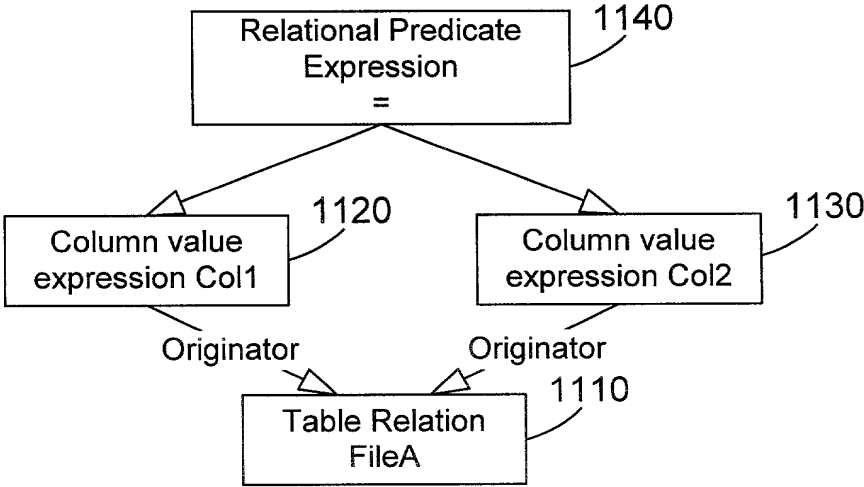 Relational Predicate
Expression
=
1140
Column value
expression Col1
1120
Column value
expression Col2
1130
Originator
Originator
Table Relation
FileA
1110